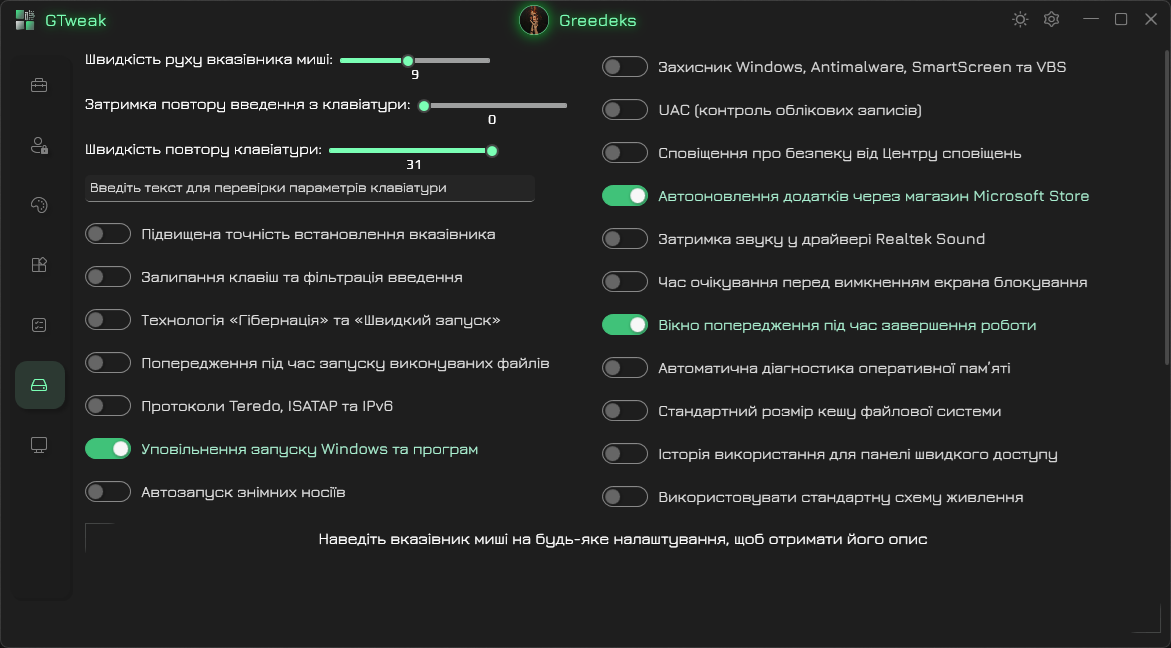 GTweak
Greedeks
Швидкість руху вказівника миші:
9
Затримка повтору введення з клавіатури:
0
Швидкість повтору клавіатури:
31
Введіть текст для перевірки параметрів клавіатури
Підвищена точність встановлення вказівника
Залипання клавіш та фільтрація введення
Технологія «Гібернація» та «Швидкий запуск»
Попередження під час запуску виконуваних файлів
Протоколи Teredo, ISATAP та IPv6
Уповільнення запуску Windows та програм
Автозапуск знімних носіїв
Захисник Windows, Antimalware, SmartScreen та VBS
UAC (контроль облікових записів)
Сповіщення про безпеку від Центру сповіщень
Автооновлення додатків через магазин Microsoft Store
Затримка звуку у драйвері Realtek Sound
Час очікування перед вимкненням екрана блокування
Вікно попередження під час завершення роботи
Автоматична діагностика оперативної пам’яті
Стандартний розмір кешу файлової системи
Історія використання для панелі швидкого доступу
Використовувати стандартну схему живлення
Наведіть вказівник миші на будь-яке налаштування, щоб отримати його опис